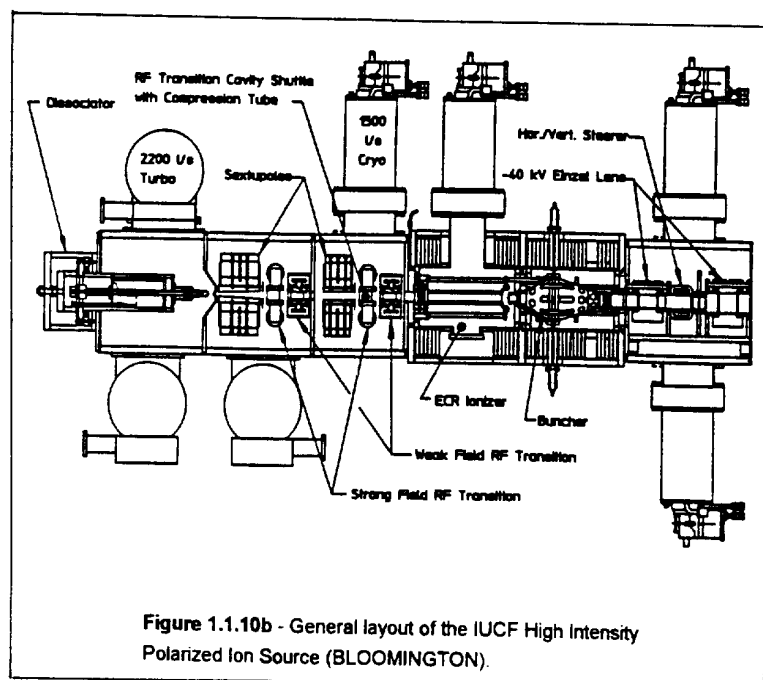 RF Transition Cavity Shuttle
with Compression Tube
Dissociator
2200 l/s
Turbo
Sextupoles
1500
l/s
Cryo
Hor./Vert. Steerer
-40 kV Einzel Lens
ECR Ionizer
Buncher
Weak Field RF Transition
Strong Field RF Transition
Figure 1.1.10b - General layout of the IUCF High Intensity
Polarized Ion Source (BLOOMINGTON).